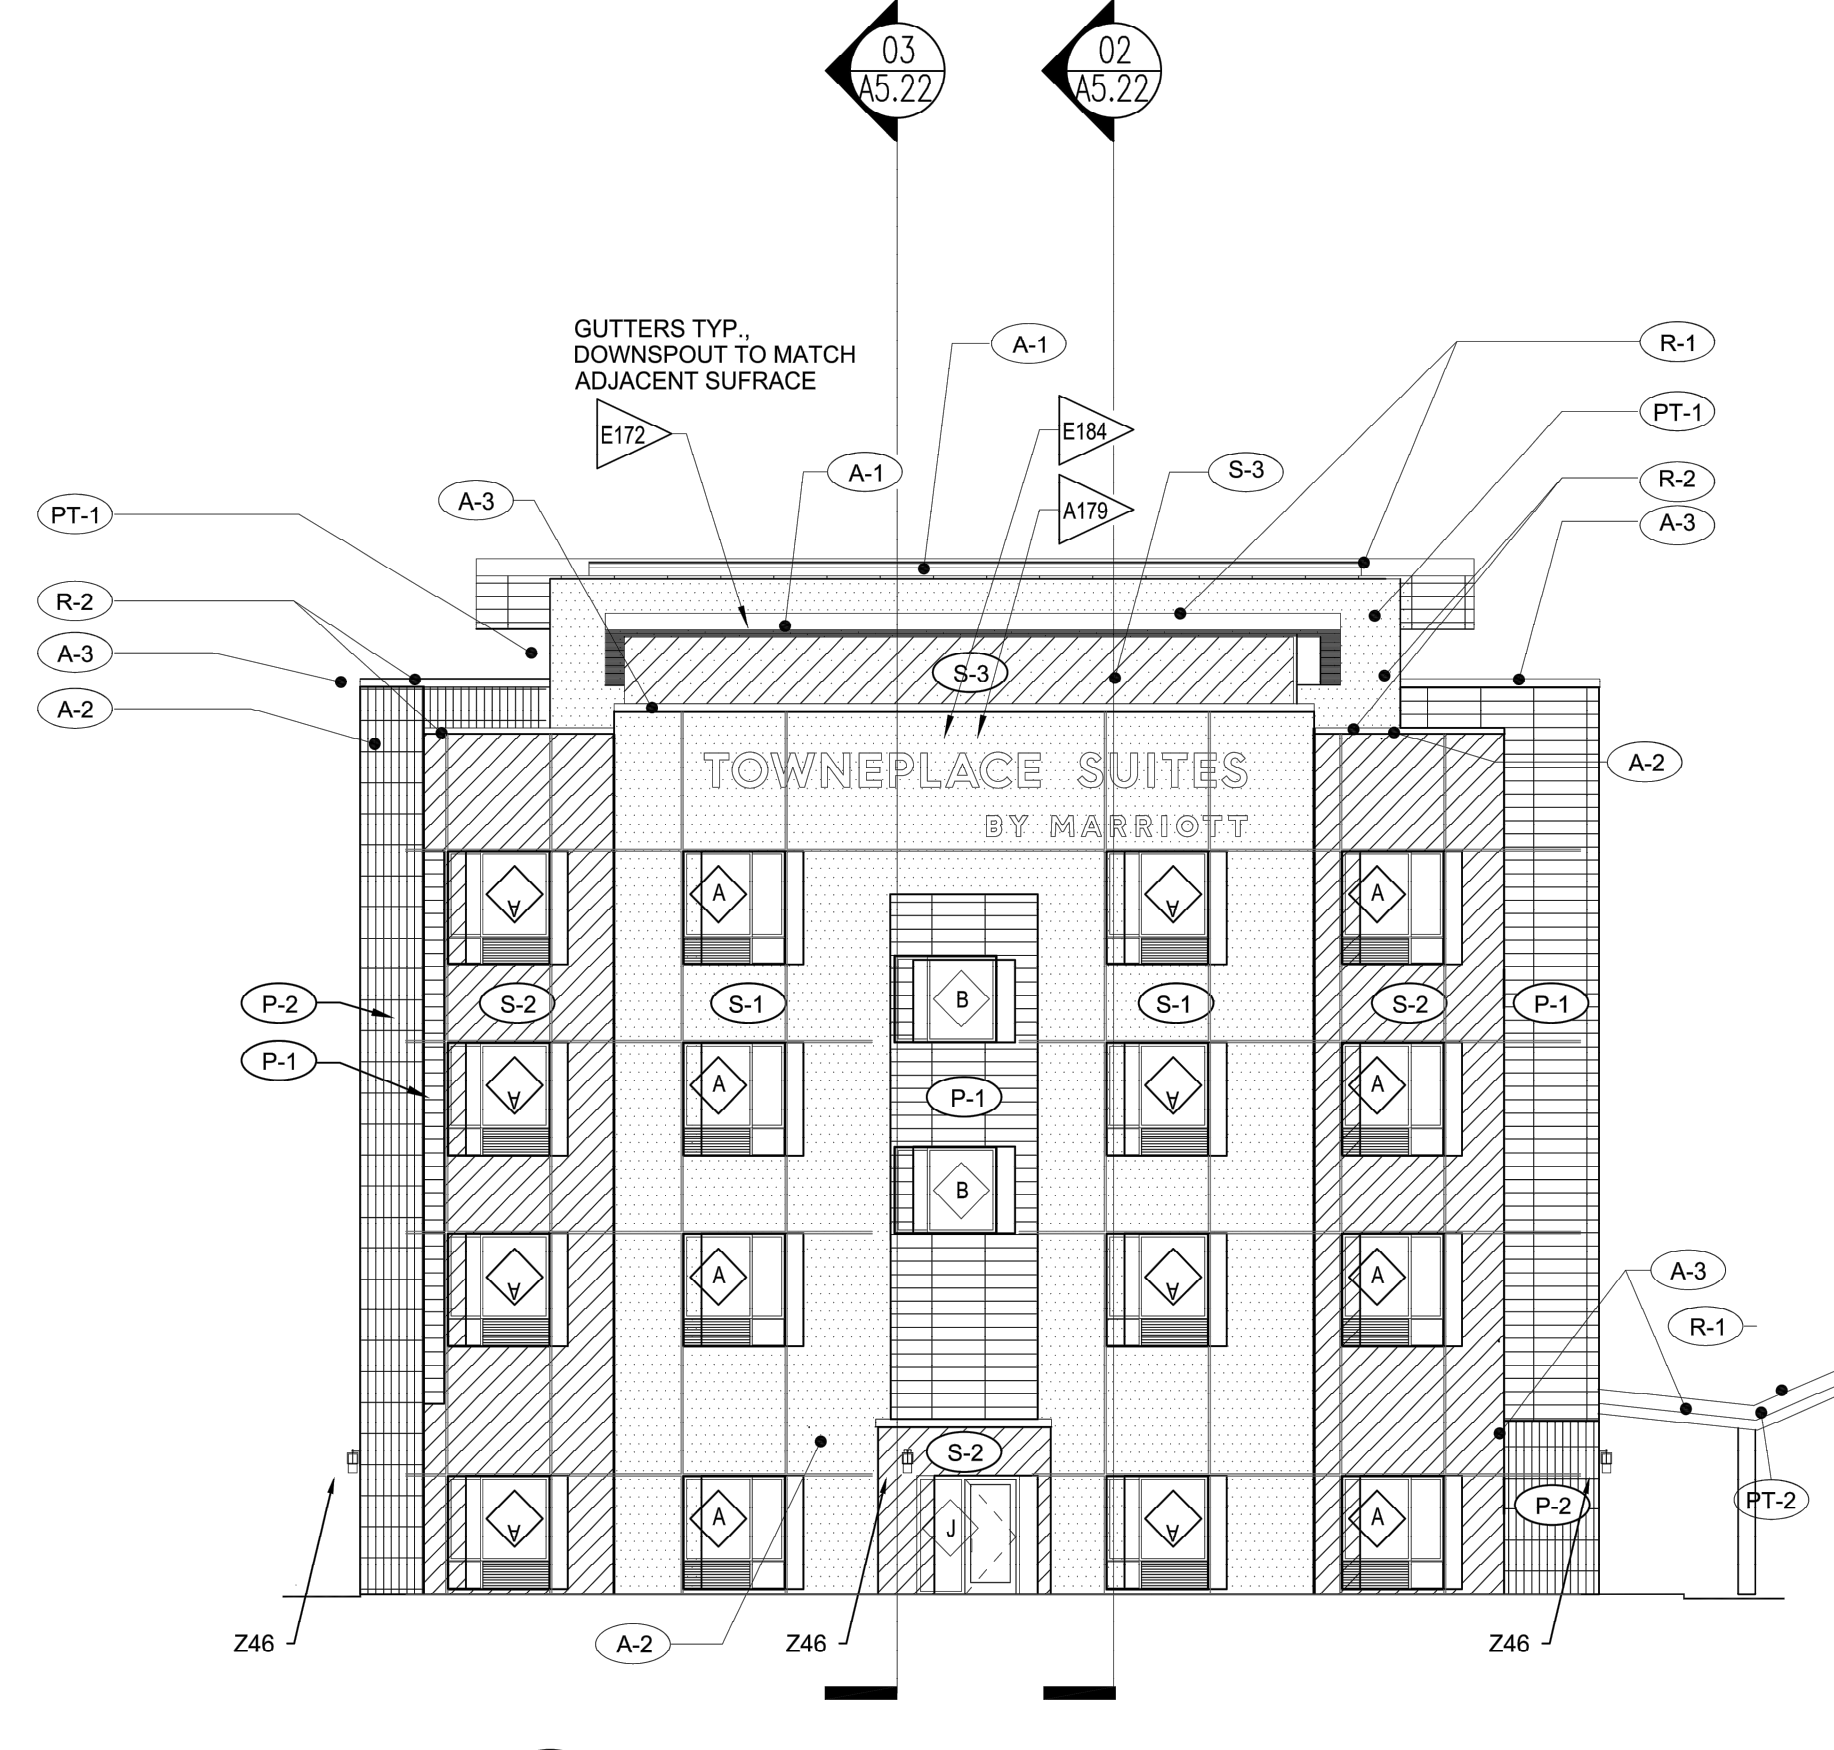 03
A5.22
02
A5.22
GUTTERS TYP.,
DOWNSPOUT TO MATCH
ADJACENT SUFRACE
A-1
R-1
E172
E184
PT-1
A-1
S-3
R-2
A-3
A179
A-3
PT-1
R-2
A-3
A-2
S-3
TOWNEPLACE SUITES
A-2
BY MARRIOTT
A
A
A
A
P-2
S-2
S-1
B
S-1
S-2
P-1
P-1
A
A
P-1
A
A
B
A
A
A
A
A-3
R-1
S-2
A
A
J
A
A
P-2
PT-2
Z46
A-2
Z46
Z46